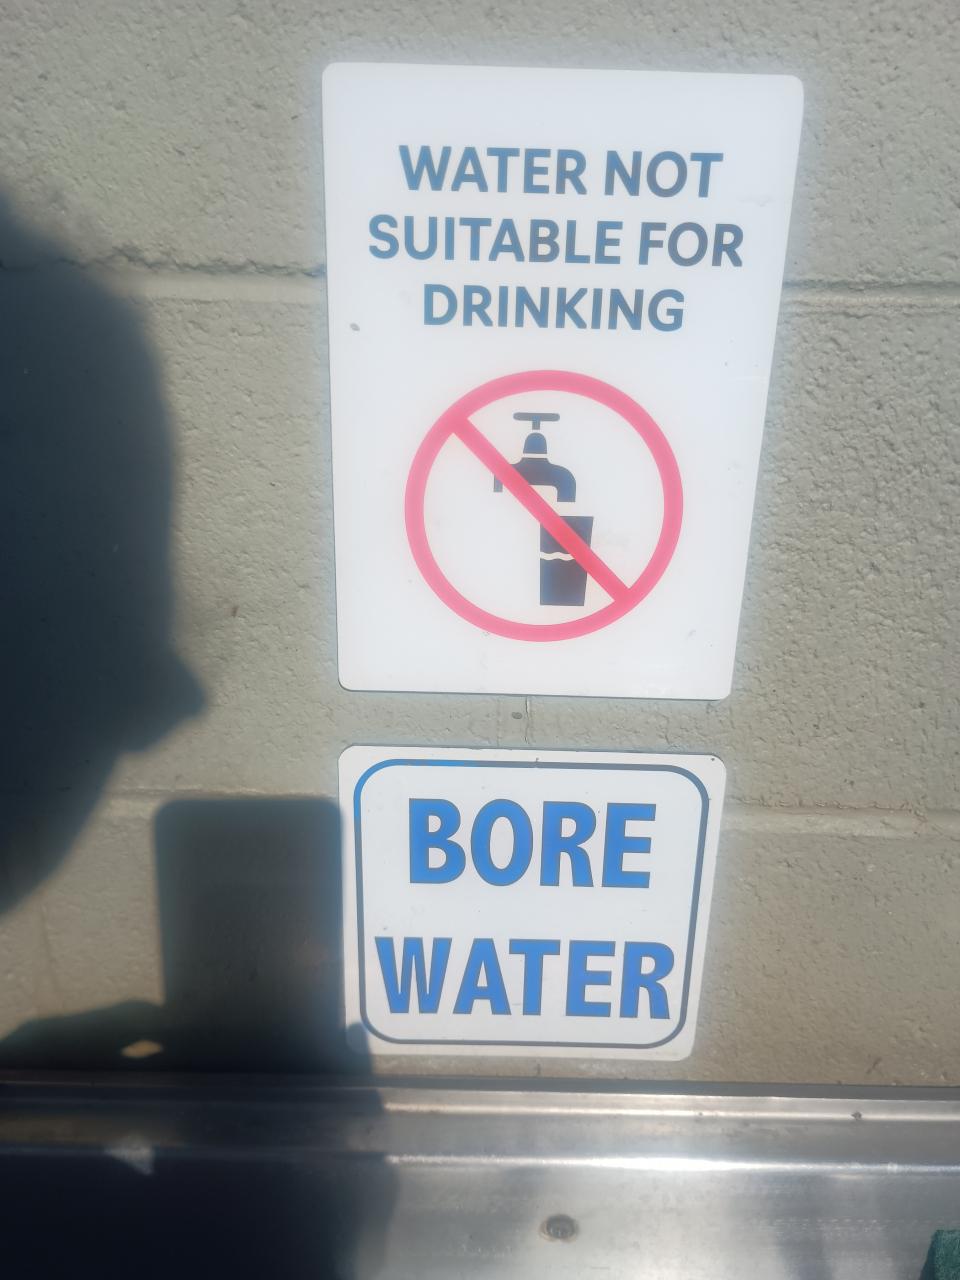 WATER NOT
SUITABLE FOR
DRINKING
BORE
WATER